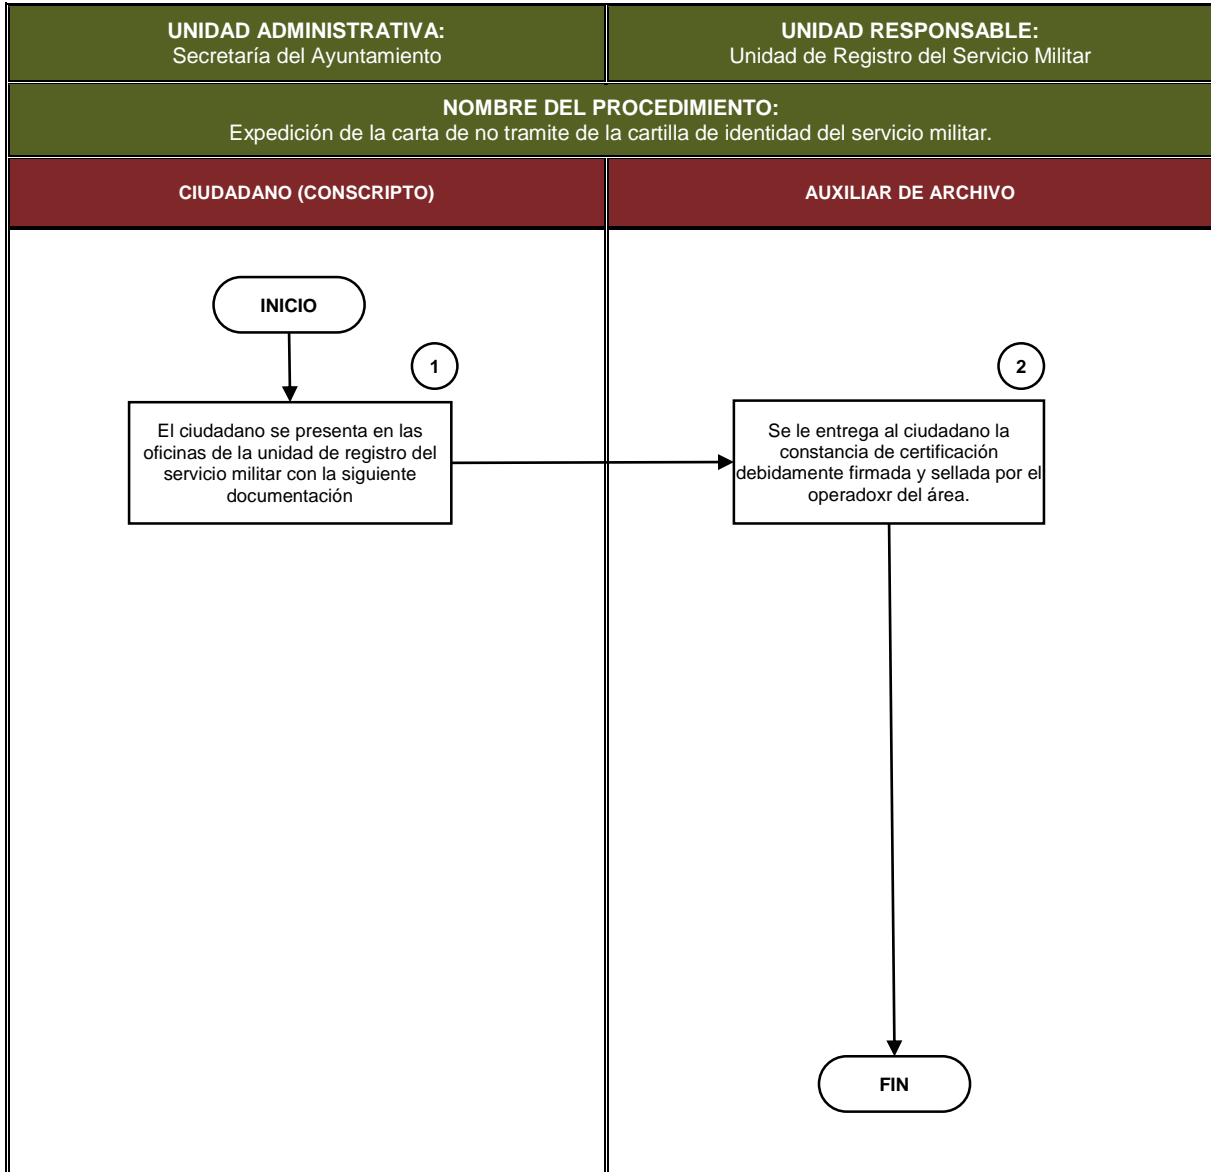 UNIDAD ADMINISTRATIVA:
Secretaría del Ayuntamiento
UNIDAD RESPONSABLE:
Unidad de Registro del Servicio Militar
NOMBRE DEL PROCEDIMIENTO:
Expedición de la carta de no tramite de la cartilla de identidad del servicio militar.
CIUDADANO (CONSCRIPTO)
AUXILIAR DE ARCHIVO
INICIO
1
El ciudadano se presenta en las
oficinas de la unidad de registro del
servicio militar con la siguiente
documentación
2
Se le entrega al ciudadano la
constancia de certificación
debidamente firmada y sellada por el
operadoxr del área.
FIN